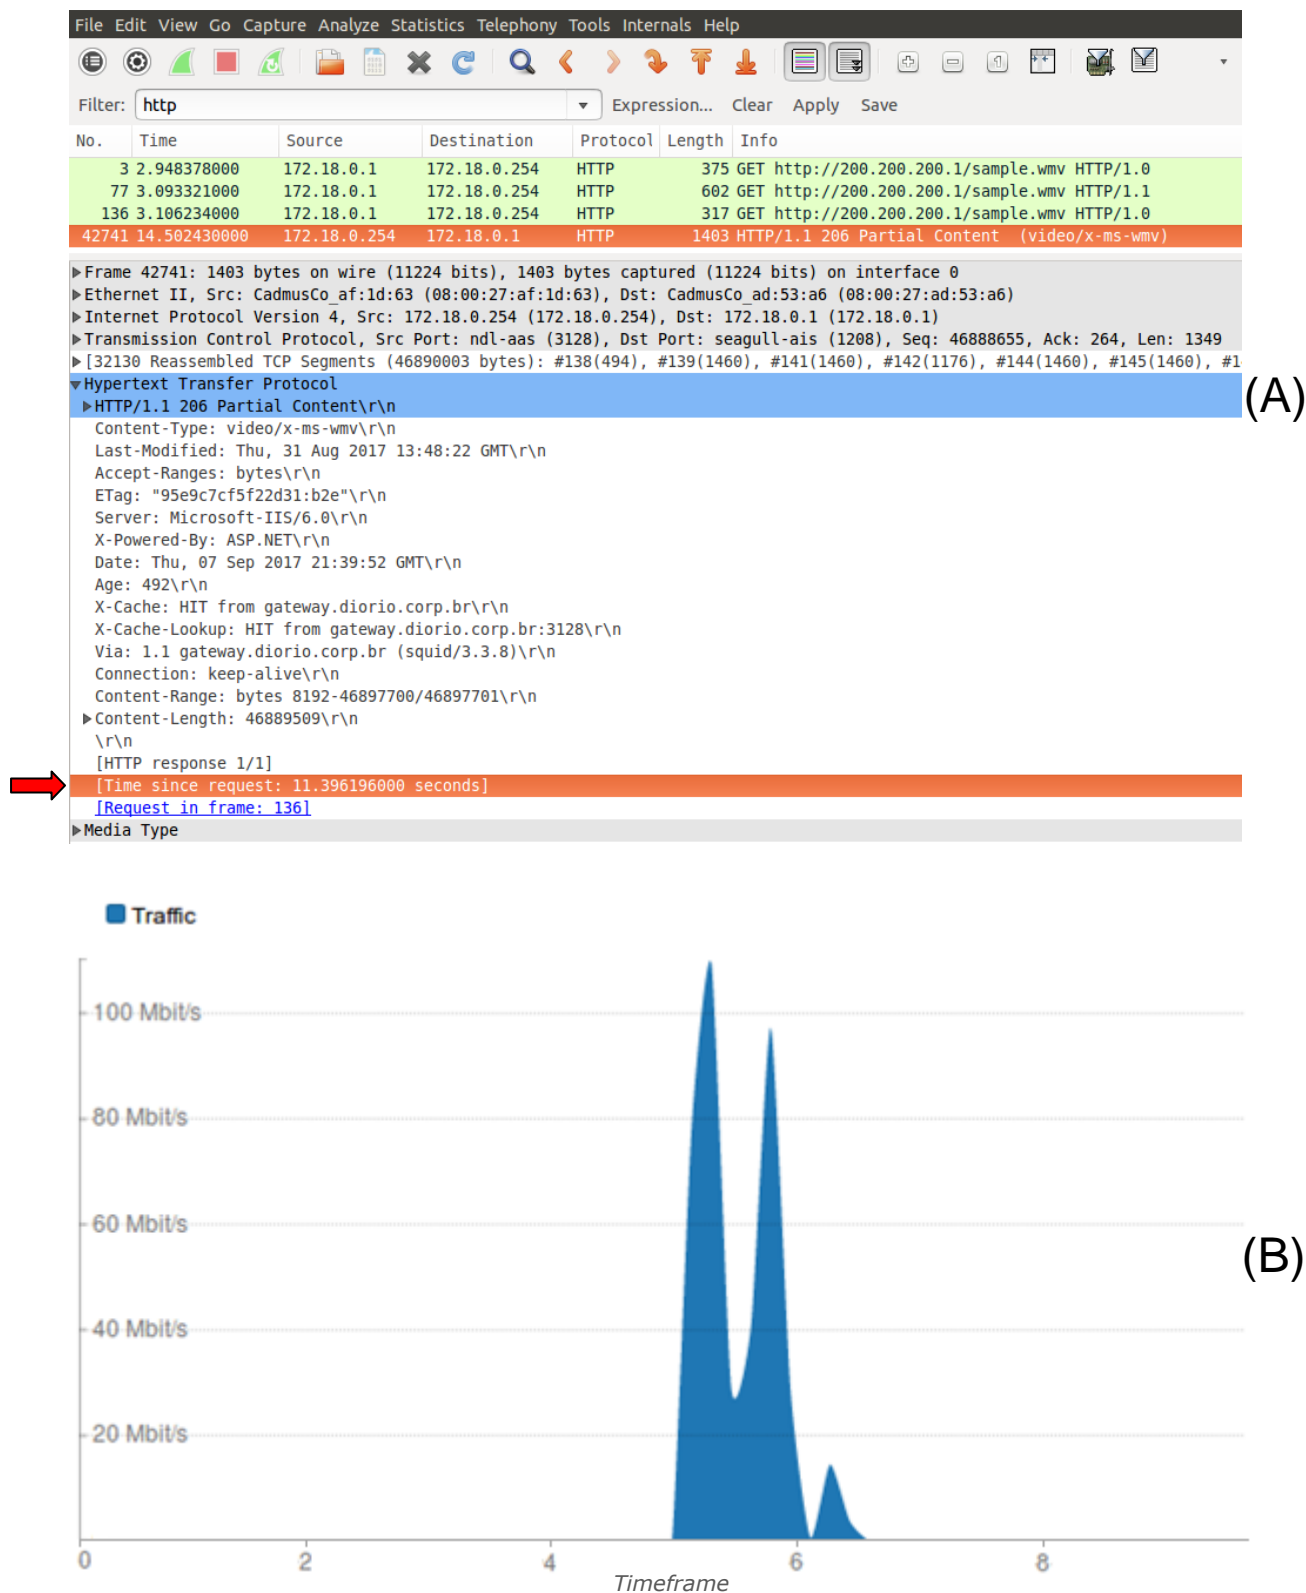 File Edit View Go Capture Analyze Statistics Telephony Tools Internals Help
Filter: http Expression... Clear Apply Save
No. Time Source Destination Protocol Length Info
3 2.948378000 172.18.0.1 172.18.0.254 HTTP 375 GET http://200.200.200.1/sample.wmv HTTP/1.0
77 3.093321000 172.18.0.1 172.18.0.254 HTTP 602 GET http://200.200.200.1/sample.wmv HTTP/1.1
136 3.106234000 172.18.0.1 172.18.0.254 HTTP 317 GET http://200.200.200.1/sample.wmv HTTP/1.0
42741 14.502430000 172.18.0.254 172.18.0.1 HTTP 1403 HTTP/1.1 206 Partial Content (video/x-ms-wmv)
Frame 42741: 1403 bytes on wire (11224 bits), 1403 bytes captured (11224 bits) on interface 0
Ethernet II, Src: CadmusCo_af:1d:63 (08:00:27:af:1d:63), Dst: CadmusCo_ad:53:a6 (08:00:27:ad:53:a6)
Internet Protocol Version 4, Src: 172.18.0.254 (172.18.0.254), Dst: 172.18.0.1 (172.18.0.1)
Transmission Control Protocol, Src Port: ndl-aas (3128), Dst Port: seagull-ais (1208), Seq: 46888655, Ack: 264, Len: 1349
[32130 Reassembled TCP Segments (46890003 bytes): #138(494), #139(1460), #141(1460), #142(1176), #144(1460), #145(1460), #1
Hypertext Transfer Protocol
(A)
HTTP/1.1 206 Partial Content\r\n
Content-Type: video/x-ms-wmv\r\n
Last-Modified: Thu, 31 Aug 2017 13:48:22 GMT\r\n
Accept-Ranges: bytes\r\n
ETag: "95e9c7cf5f22d31:b2e"\r\n
Server: Microsoft-IIS/6.0\r\n
X-Powered-By: ASP.NET\r\n
Date: Thu, 07 Sep 2017 21:39:52 GMT\r\n
Age: 492\r\n
X-Cache: HIT from gateway.diorio.corp.br\r\n
X-Cache-Lookup: HIT from gateway.diorio.corp.br:3128\r\n
Via: 1.1 gateway.diorio.corp.br (squid/3.3.8)\r\n
Connection: keep-alive\r\n
Content-Range: bytes 8192-46897700/46897701\r\n
Content-Length: 46889509\r\n
\r\n
[HTTP response 1/1]
[Time since request: 11.396196000 seconds]
[Request in frame: 136]
Media Type
Traffic
100 Mbit/s
80 Mbit/s
60 Mbit/s
(B)
40 Mbit/s
20 Mbit/s
0 2 4 6 8
Timeframe